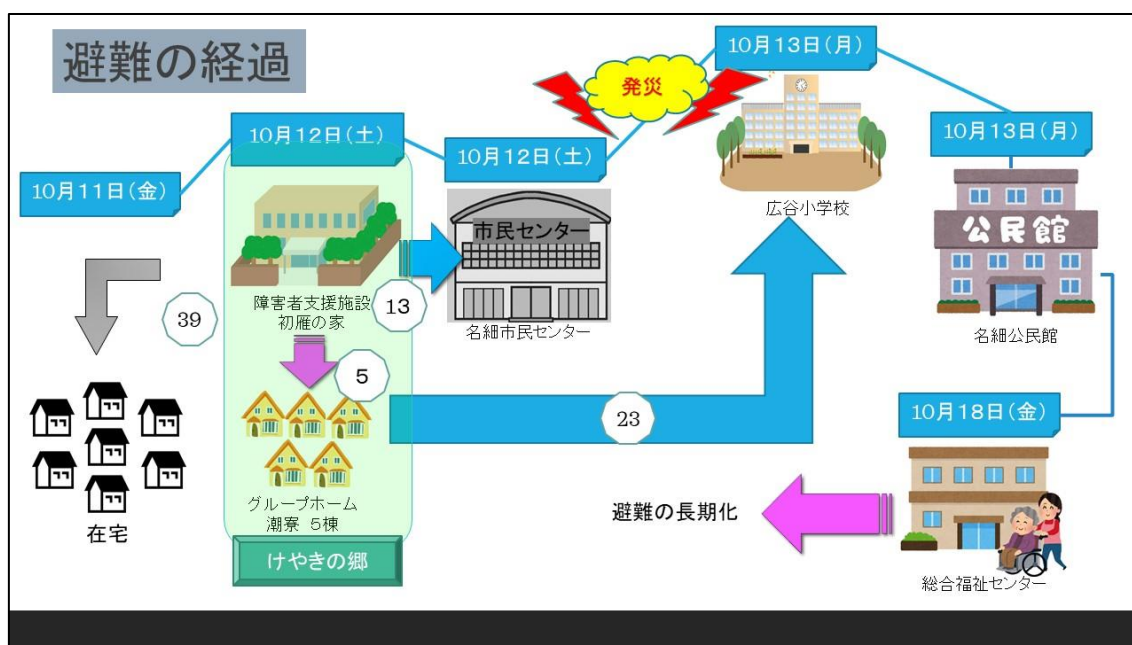 避難の経過
10月11日(金)
39
在宅
10月12日(土)
障害者支援施設
初雁の家
13
5
グループホーム
潮寮 5棟
けやきの郷
10月12日(土)
市民センター
名細市民センター
発災
10月13日(月)
広谷小学校
23
10月13日(月)
公民館
名細公民館
10月18日(金)
総合福祉センター
避難の長期化